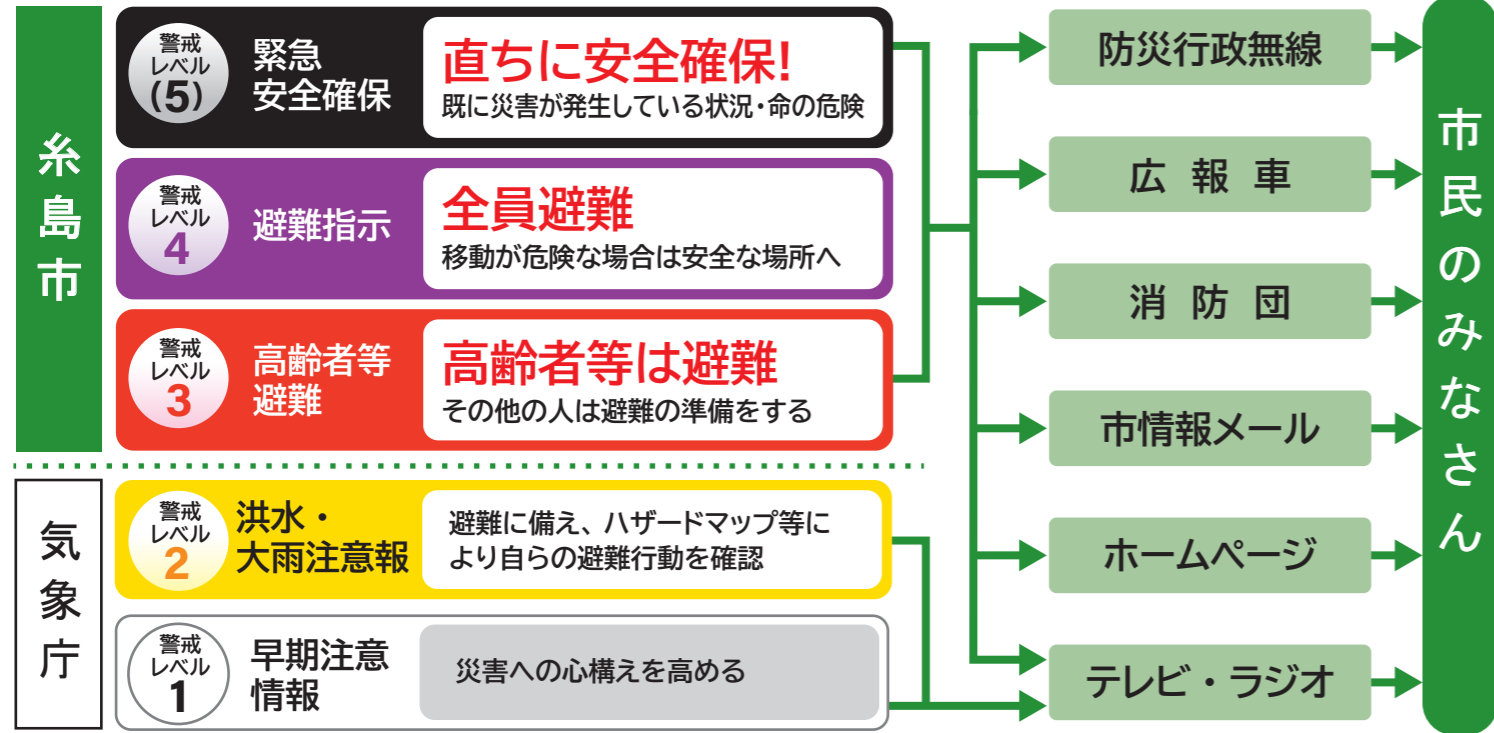 糸島市
警戒
レベル
(5)
緊急
安全確保
直ちに安全確保!
既に災害が発生している状況・命の危険
警戒
レベル
4
避難指示
全員避難
移動が危険な場合は安全な場所へ
警戒
レベル
3
高齢者等
避難
高齢者等は避難
その他の人は避難の準備をする
気象庁
警戒
レベル
2
洪水・
大雨注意報
避難に備え、ハザードマップ等に
より自らの避難行動を確認
警戒
レベル
1
早期注意
情報
災害への心構えを高める
防災行政無線
広報車
消防団
市情報メール
ホームページ
テレビ・ラジオ
市民のみなさん